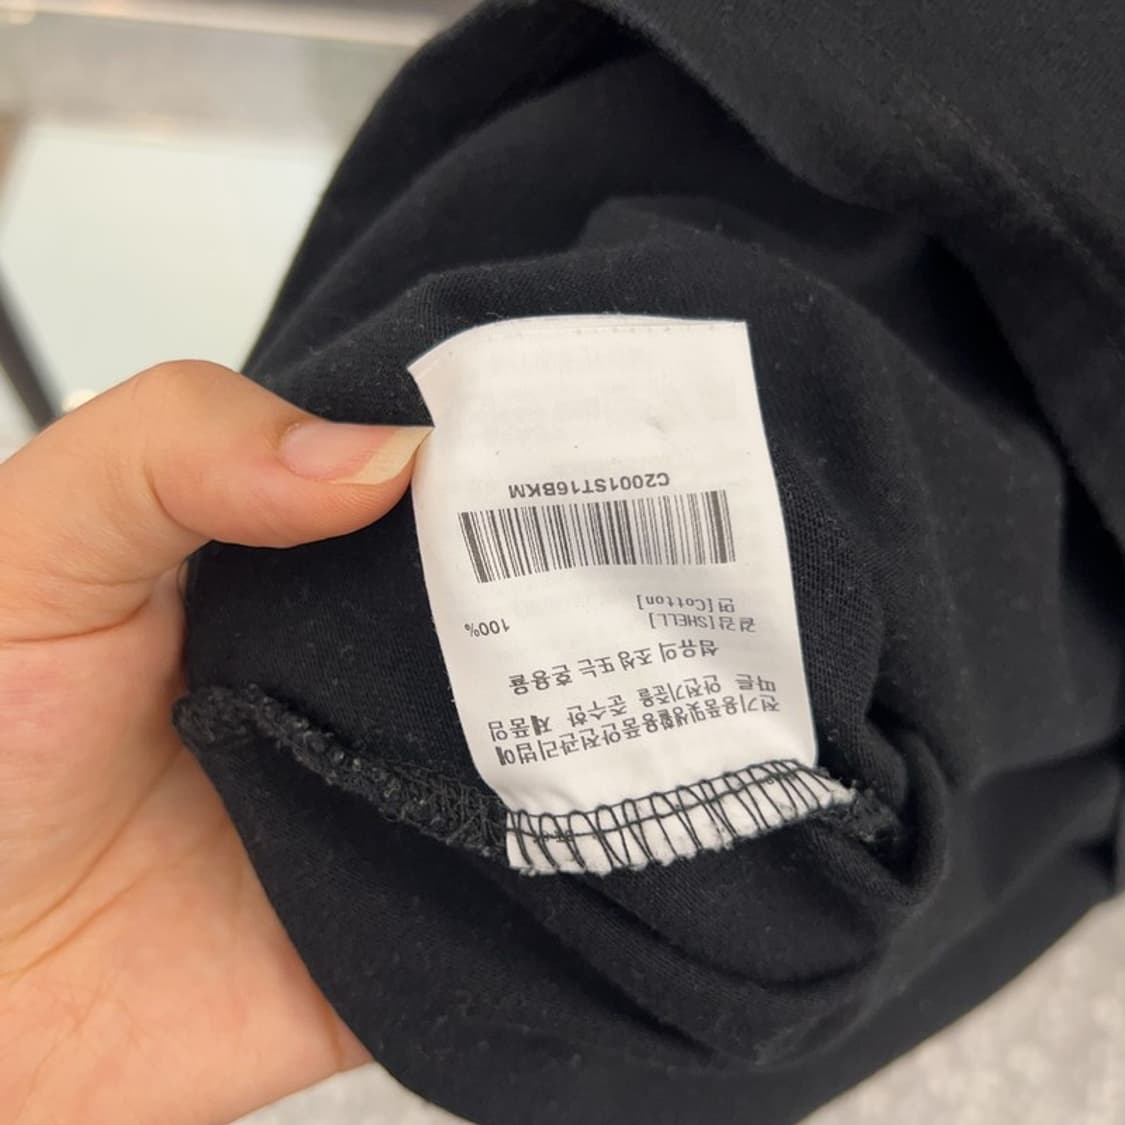 전기용품및생활용품안전관리법에
따른 안전기준을 준수한 제품임
섬유의 조성 또는 혼용율
겉감[SHELL]
면[Cotton] 100%
C2001ST16BKM